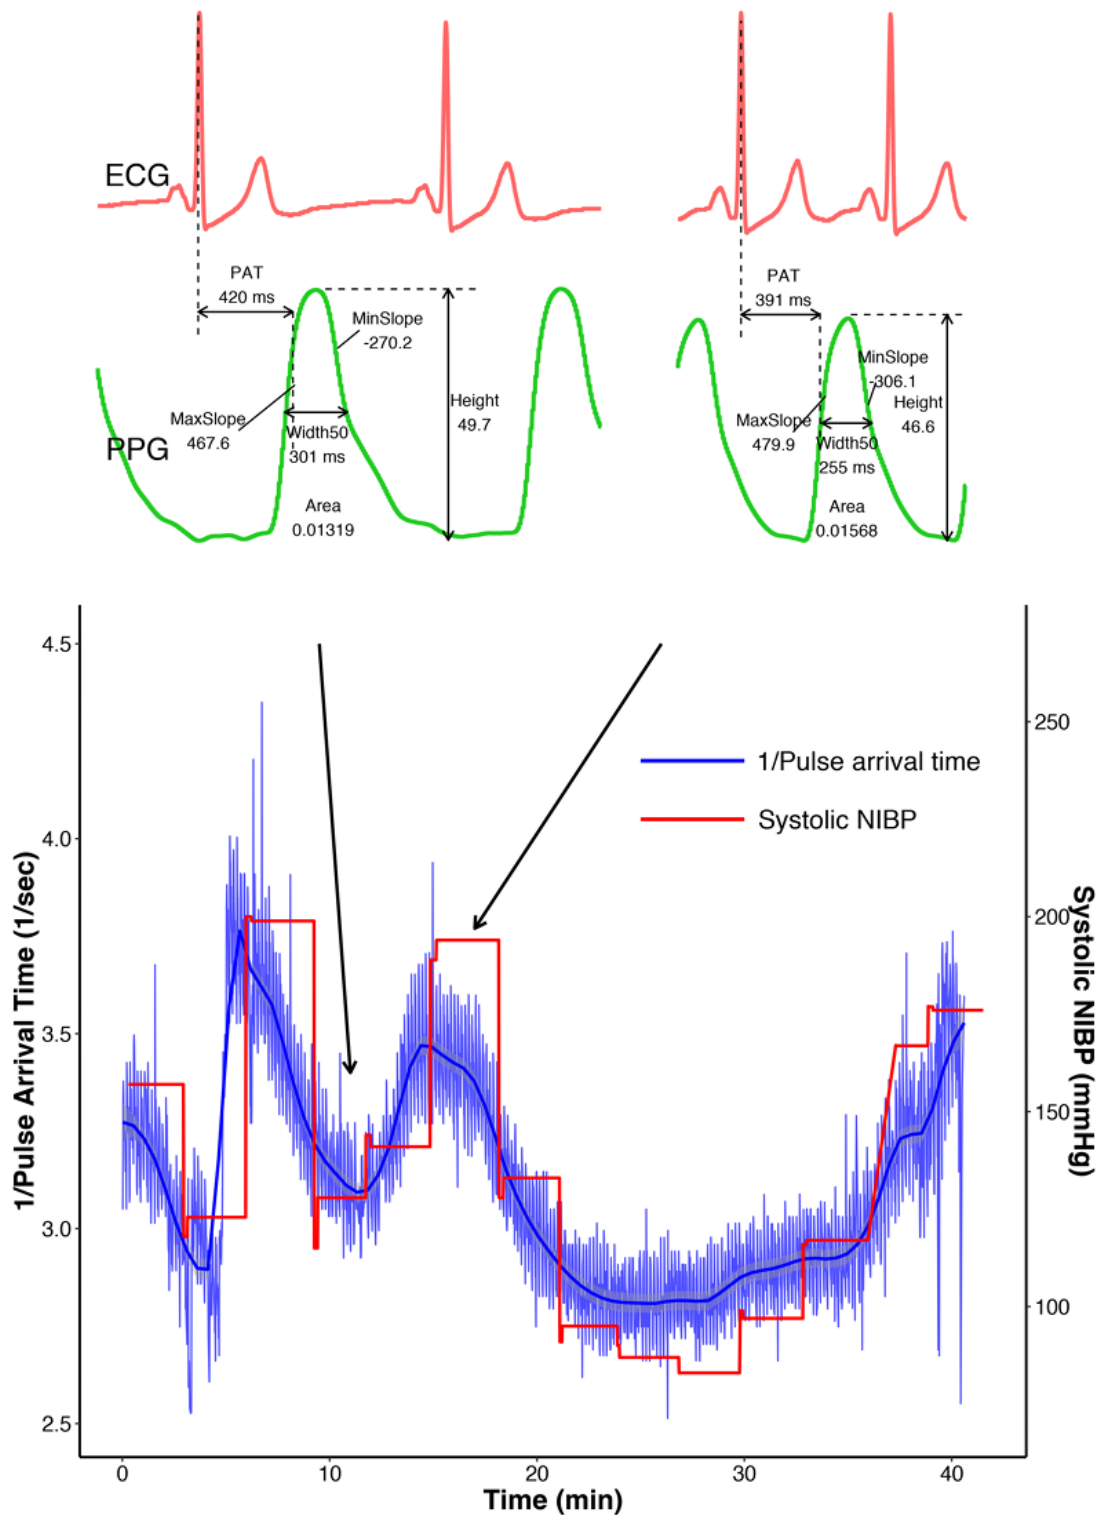 ECG
PAT
420 ms
MinSlope
-270.2
MaxSlope
467.6
Width50
301 ms
Height
49.7
PPG
Area
0.01319
PAT
391 ms
MinSlope
-306.1
MaxSlope
479.9
Width50
255 ms
Height
46.6
Area
0.01568
4.5
4.0
3.5
3.0
2.5
1/Pulse Arrival Time (1/sec)
1/Pulse arrival time
Systolic NIBP
250
200
150
100
Systolic NIBP (mmHg)
0
10
20
30
40
Time (min)